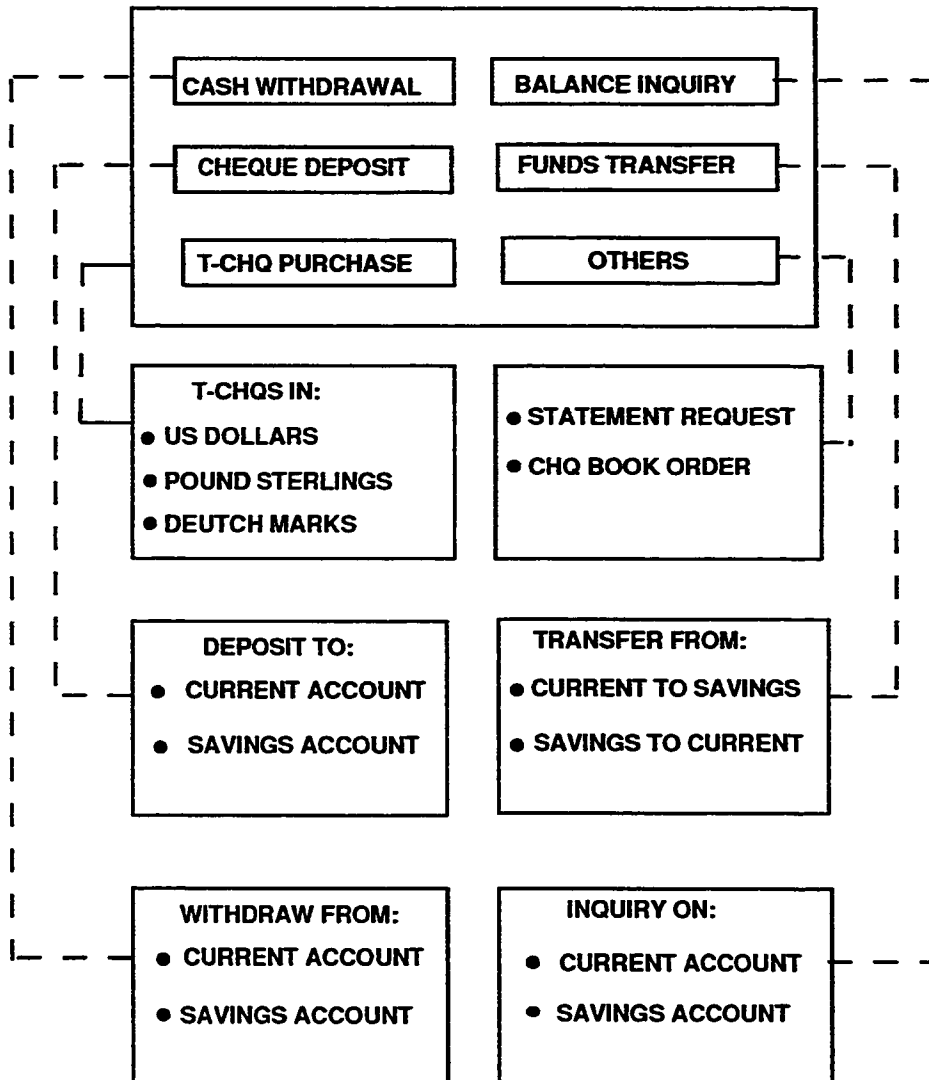 CASH WITHDRAWAL
BALANCE INQUIRY
CHEQUE DEPOSIT
FUNDS TRANSFER
T-CHQ PURCHASE
OTHERS
T-CHQS IN:
● US DOLLARS
● POUND STERLINGS
● DEUTCH MARKS
● STATEMENT REQUEST
● CHQ BOOK ORDER
DEPOSIT TO:
● CURRENT ACCOUNT
● SAVINGS ACCOUNT
TRANSFER FROM:
● CURRENT TO SAVINGS
● SAVINGS TO CURRENT
WITHDRAW FROM:
● CURRENT ACCOUNT
● SAVINGS ACCOUNT
INQUIRY ON:
● CURRENT ACCOUNT
● SAVINGS ACCOUNT